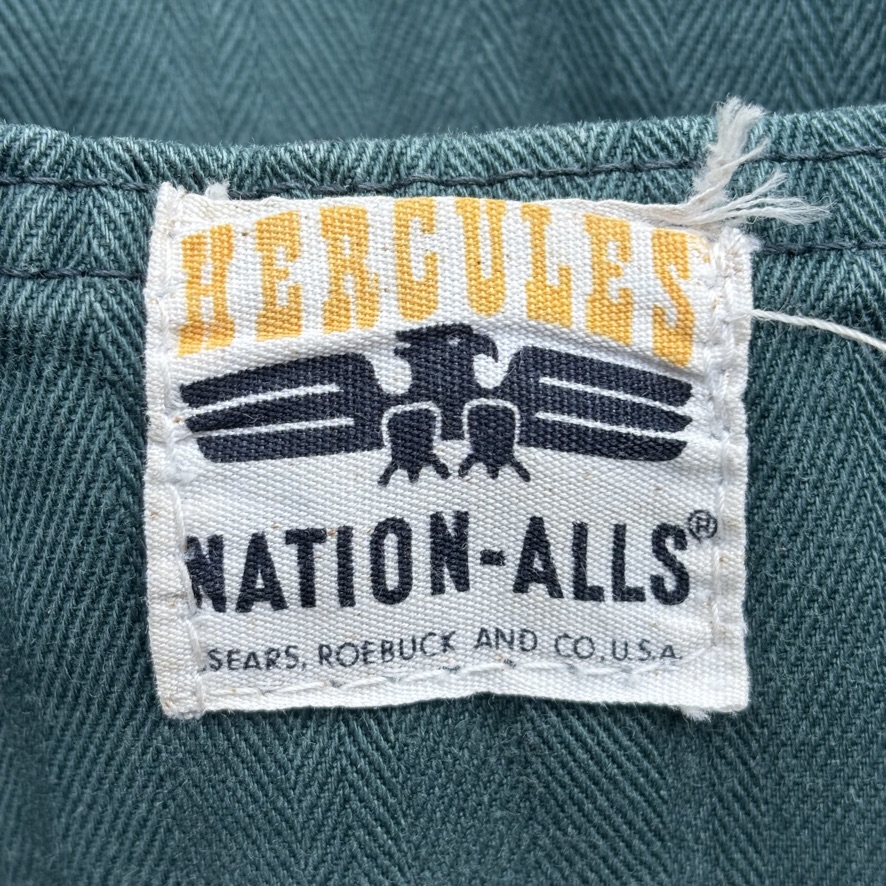 HERCULES
NATION-ALLS®
SEARS, ROEBUCK AND CO., U.S.A.